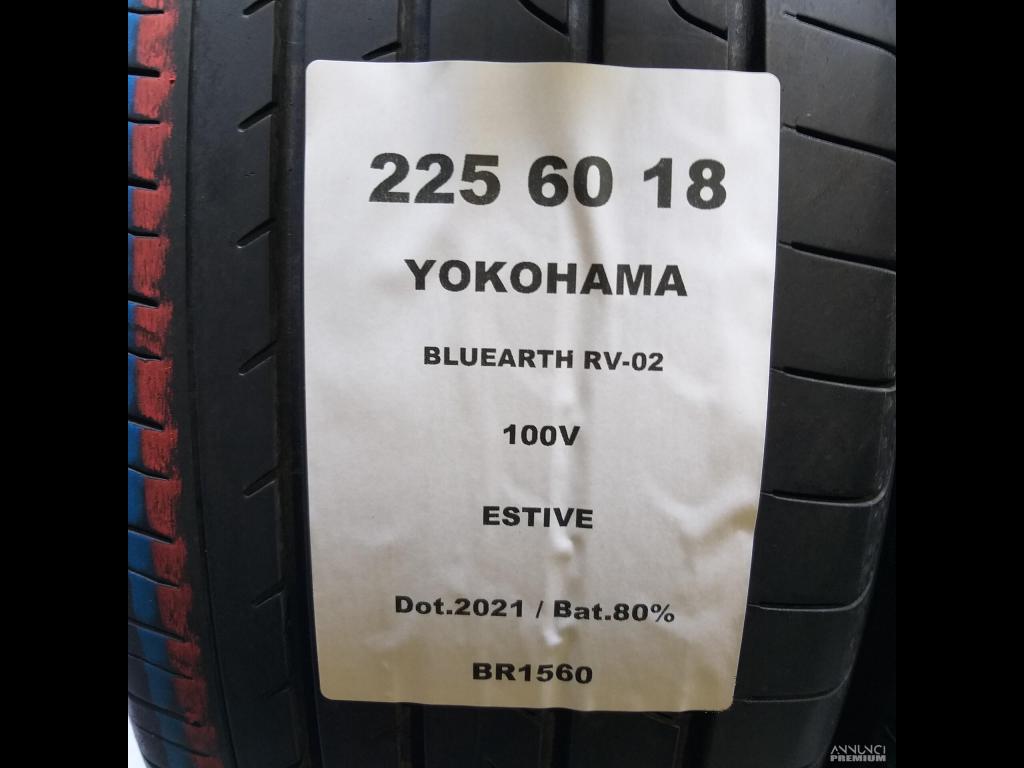 225 60 18
YOKOHAMA
BLUEARTH RV-02
100V
ESTIVE
Dot.2021 / Bat.80%
BR1560
ANNUNCI
PREMIUM